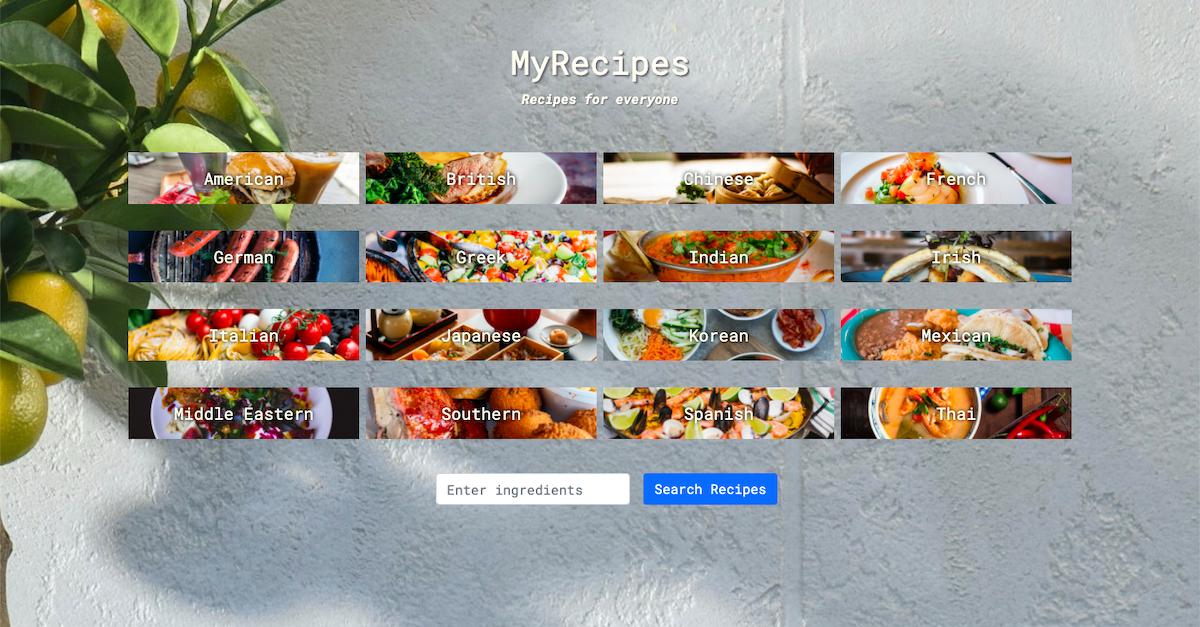 MyRecipes
Recipes for everyone
American
British
Chinese
French
German
Greek
Indian
Irish
Italian
Japanese
Korean
Mexican
Middle Eastern
Southern
Spanish
Thai
Enter ingredients
Search Recipes